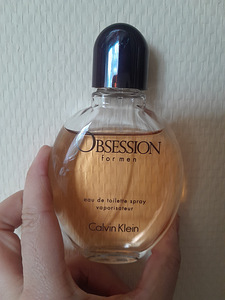 OBSESSION
for men
eau de toilette spray
vaporisateur
Calvin Klein